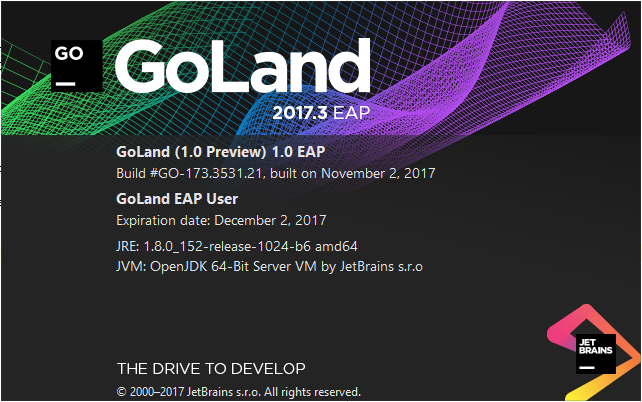 GO
GoLand
2017.3 EAP
GoLand (1.0 Preview) 1.0 EAP
Build #GO-173.3531.21, built on November 2, 2017
GoLand EAP User
Expiration date: December 2, 2017
JRE: 1.8.0_152-release-1024-b6 amd64
JVM: OpenJDK 64-Bit Server VM by JetBrains s.r.o
JET
BRAINS
THE DRIVE TO DEVELOP
© 2000–2017 JetBrains s.r.o. All rights reserved.